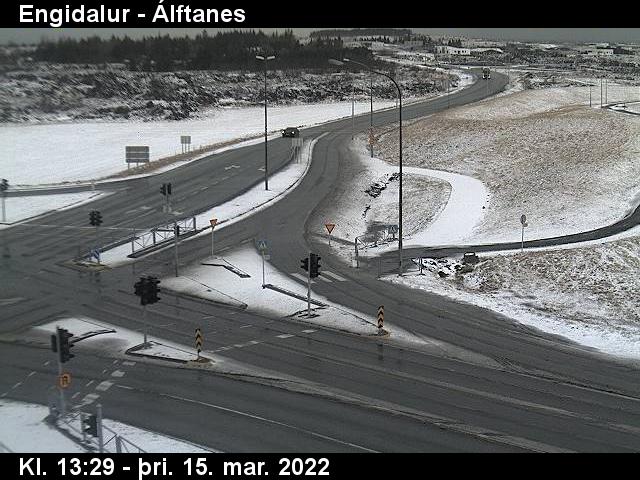 Engidalur - Álftanes
Kl. 13:29 - þri. 15. mar. 2022